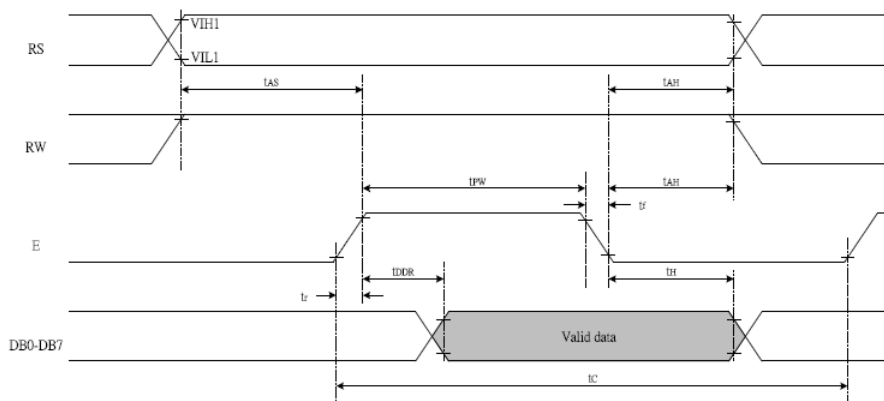 VIH1
RS
VIL1
tAS
tAH
RW
tPW
tAH
tf
E
tDDR
tH
tr
Valid data
DB0-DB7
tC